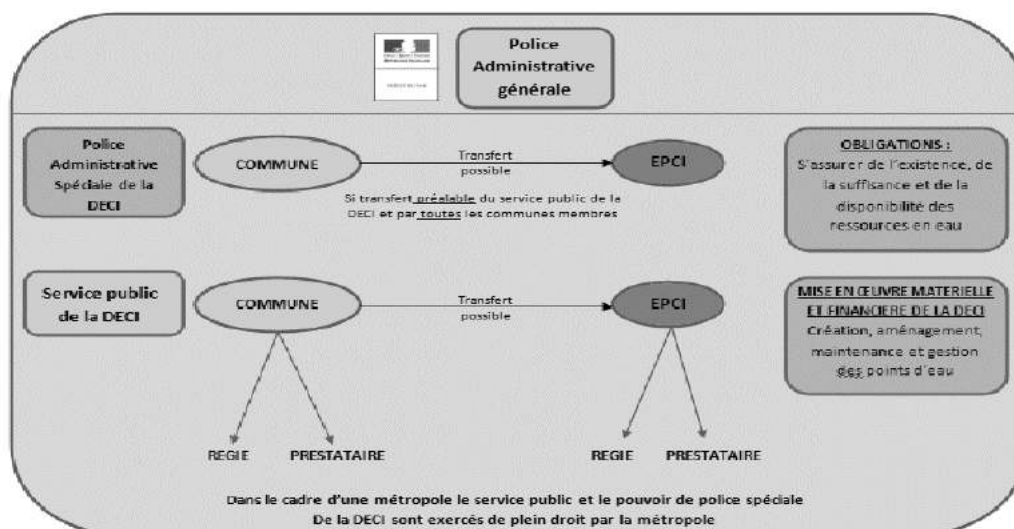 Police
Administrative
générale
Police
Administrative
Spéciale de la
DECI
COMMUNE
Transfert
possible
EPCI
Si transfert préalable du service public de la
DECI et par toutes les communes membres
OBLIGATIONS :
S'assurer de l'existence, de
la suffisance et de la
disponibilité des
ressources en eau
Service public
de la DECI
COMMUNE
Transfert
possible
EPCI
MISE EN ŒUVRE MATERIELLE
ET FINANCIERE DE LA DECI
Création, aménagement,
maintenance et gestion
des points d'eau
REGIE
PRESTATAIRE
REGIE
PRESTATAIRE
Dans le cadre d'une métropole le service public et le pouvoir de police spéciale
De la DECI sont exercés de plein droit par la métropole